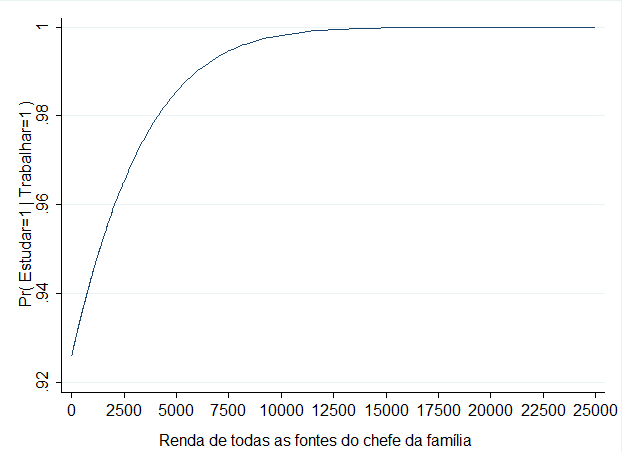 Pr( Estudar=1 | Trabalhar=1 )
1
.98
.96
.94
.92
0 2500 5000 7500 10000 12500 15000 17500 20000 22500 25000
Renda de todas as fontes do chefe da família